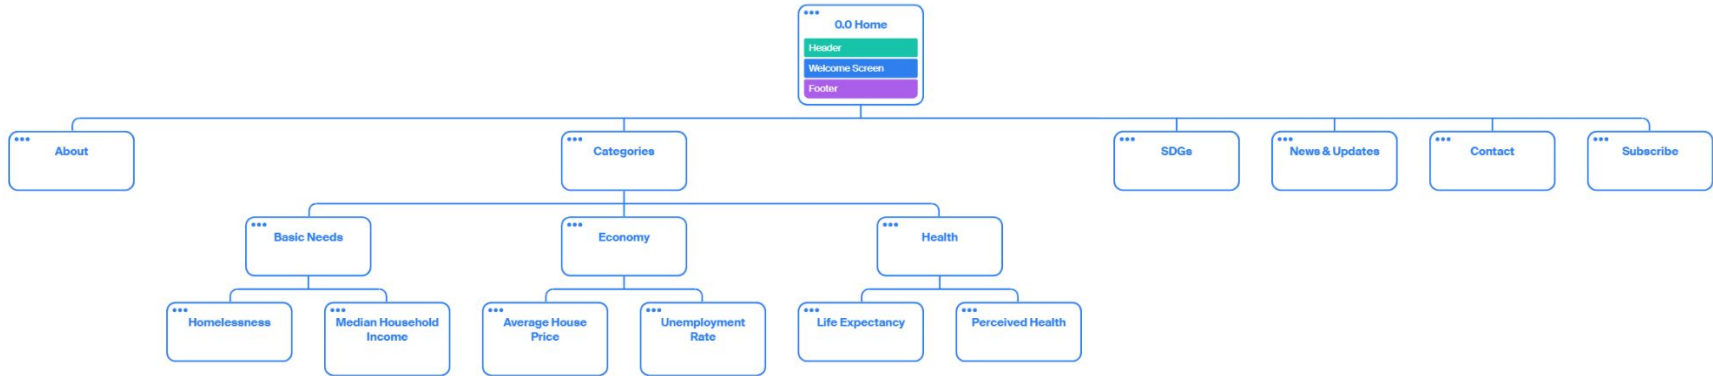 0.0 Home
Header
Welcome Screen
Footer
About
Categories
SDGs
News & Updates
Contact
Subscribe
Basic Needs
Economy
Health
Homelessness
Median Household
Income
Average House
Price
Unemployment
Rate
Life Expectancy
Perceived Health